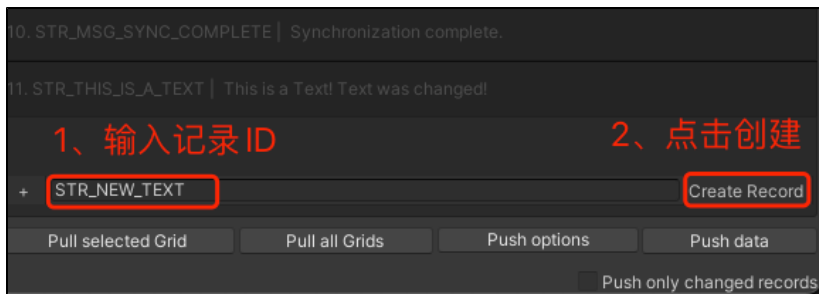 10. STR_MSG_SYNC_COMPLETE | Synchronization complete.
11. STR_THIS_IS_A_TEXT | This is a Text! Text was changed!
1、输入记录ID
2、点击创建
+ STR_NEW_TEXT Create Record
Pull selected Grid Pull all Grids Push options Push data
Push only changed records